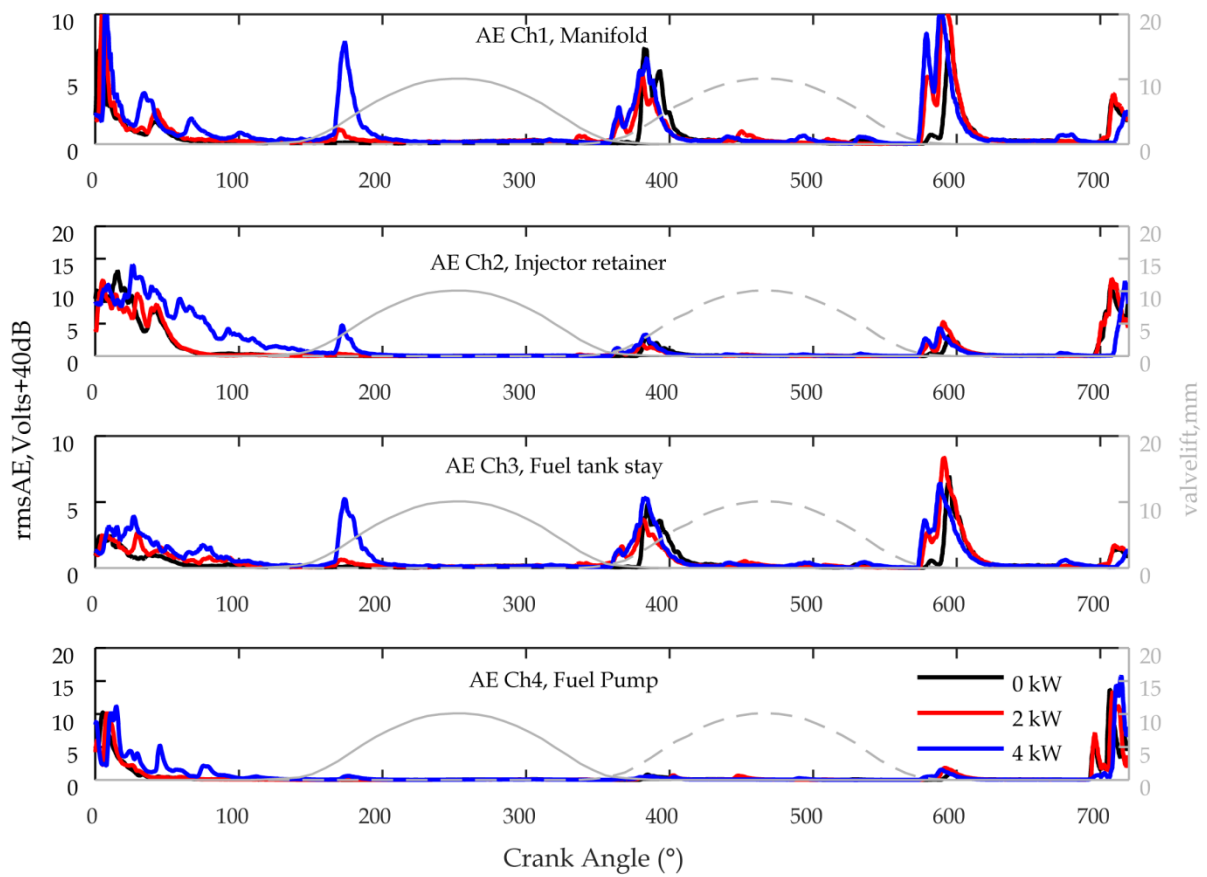 AE Ch1, Manifold
10
5
0
20
10
0
0 100 200 300 400 500 600 700
AE Ch2, Injector retainer
20
15
10
5
0
20
15
10
5
0
0 100 200 300 400 500 600 700
rmsAE,Volts+40dB
valvelift,mm
AE Ch3, Fuel tank stay
10
5
0
20
10
0
0 100 200 300 400 500 600 700
AE Ch4, Fuel Pump
20
15
10
5
0
20
15
10
5
0
0 kW
2 kW
4 kW
0 100 200 300 400 500 600 700
Crank Angle (°)